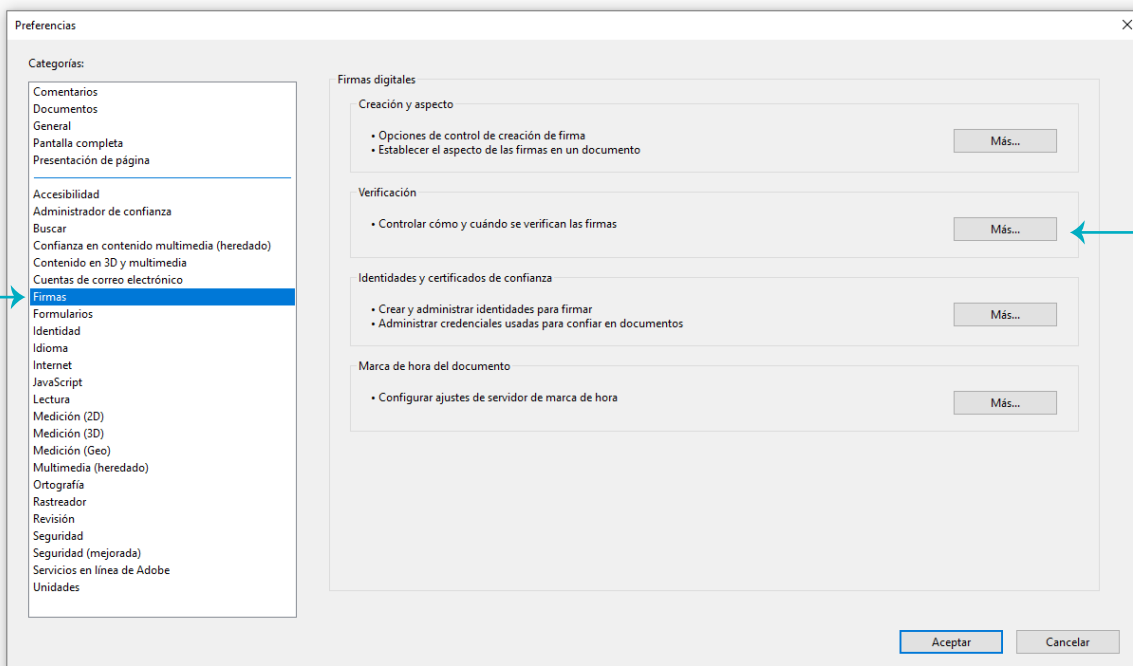 Preferencias
Categorías:
Comentarios
Documentos
General
Pantalla completa
Presentación de página
Accesibilidad
Administrador de confianza
Buscar
Confianza en contenido multimedia (heredado)
Contenido en 3D y multimedia
Cuentas de correo electrónico
Firmas
Formularios
Identidad
Idioma
Internet
JavaScript
Lectura
Medición (2D)
Medición (3D)
Medición (Geo)
Multimedia (heredado)
Ortografía
Rastreador
Revisión
Seguridad
Seguridad (mejorada)
Servicios en línea de Adobe
Unidades
Firmas digitales
Creación y aspecto
• Opciones de control de creación de firma
• Establecer el aspecto de las firmas en un documento
Más...
Verificación
• Controlar cómo y cuándo se verifican las firmas
Más...
Identidades y certificados de confianza
• Crear y administrar identidades para firmar
• Administrar credenciales usadas para confiar en documentos
Más...
Marca de hora del documento
• Configurar ajustes de servidor de marca de hora
Más...
Aceptar
Cancelar